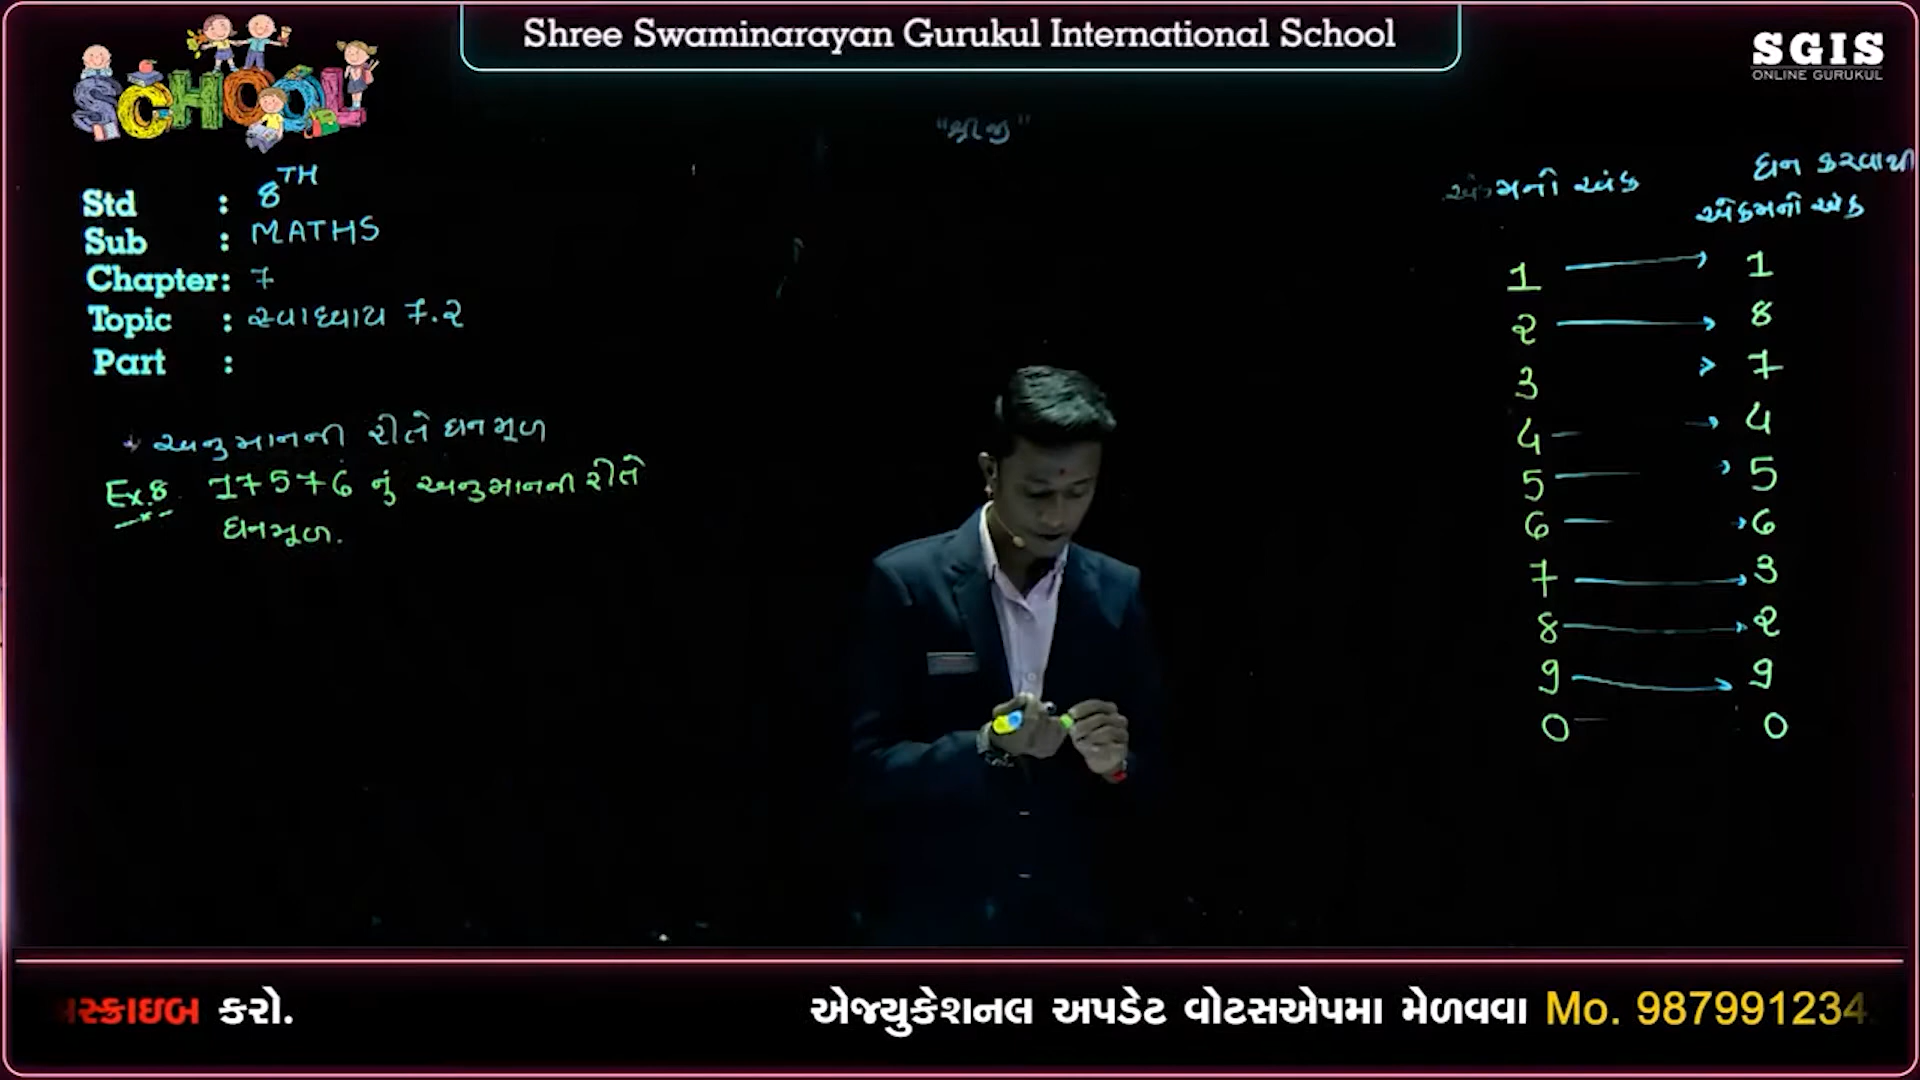 Shree Swaminarayan Gurukul International School
SCHOOL
SGIS
ONLINE GURUKUL
"શ્રીજી"
Std : 8TH
Sub : MATHS
Chapter: 7
Topic : સ્વાધ્યાય 7.2
Part :
* અનુમાનની રીતે ઘનમૂળ
Ex.8 17576 નું અનુમાનની રીતે
ઘનમૂળ.
એકમનો અંક
ઘન કરવાથી
એકમનો અંક
1 → 1
2 → 8
3 → 7
4 → 4
5 → 5
6 → 6
7 → 3
8 → 2
9 → 9
0 0
કરો.
એજ્યુકેશનલ અપડેટ વોટસએપમા મેળવવા Mo. 987991234